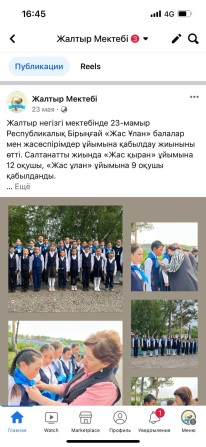 16:45
4G
Жалтыр Мектебі 3
Публикации
Reels
Жалтыр Мектебі
23 мая
Жалтыр негізгі мектебінде 23-мамыр
Республикалық Бірыңғай «Жас Ұлан» балалар
мен жасөспірімдер ұйымына қабылдау жиыныны
өтті. Салтанатты жиында «Жас қыран» ұйымына
12 оқушы, «Жас ұлан» ұйымына 9 оқушы
қабылданды.
... Ещё
Главная
Watch
Marketplace
Профиль
1
Уведомления
Меню